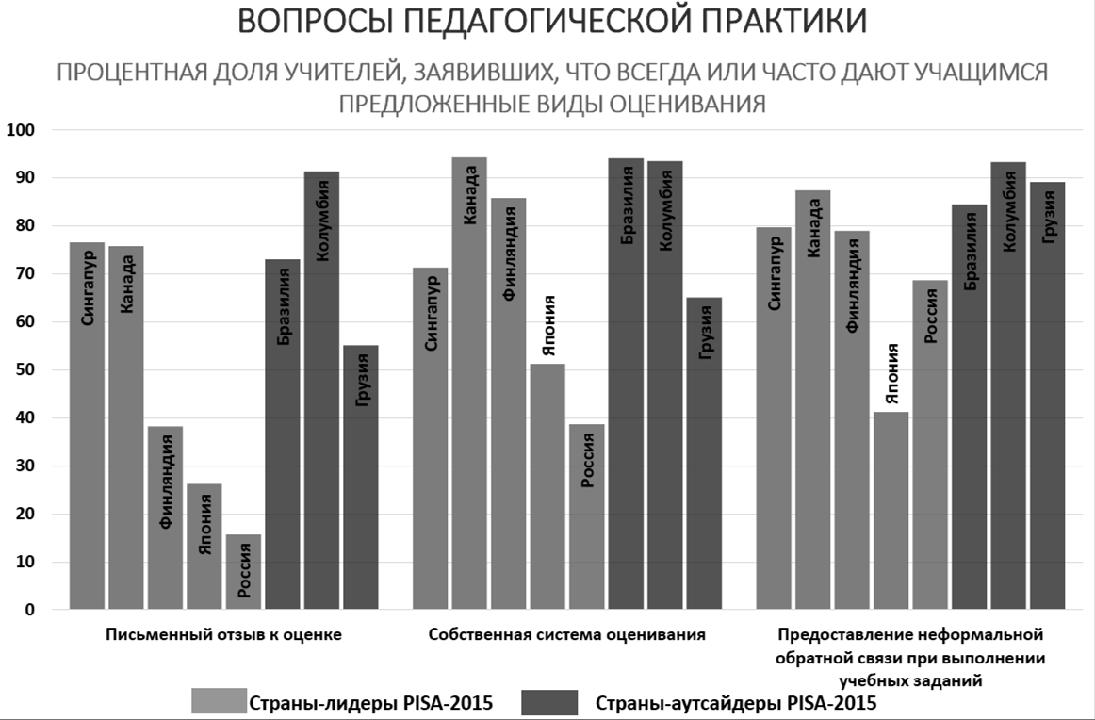 ВОПРОСЫ ПЕДАГОГИЧЕСКОЙ ПРАКТИКИ
ПРОЦЕНТНАЯ ДОЛЯ УЧИТЕЛЕЙ, ЗАЯВИВШИХ, ЧТО ВСЕГДА ИЛИ ЧАСТО ДАЮТ УЧАЩИМСЯ
ПРЕДЛОЖЕННЫЕ ВИДЫ ОЦЕНИВАНИЯ
100
90
80
70
60
50
40
30
20
10
0
Сингапур
Канада
Финляндия
Япония
Россия
Бразилия
Колумбия
Грузия
Сингапур
Канада
Финляндия
Япония
Россия
Бразилия
Колумбия
Грузия
Сингапур
Канада
Финляндия
Япония
Россия
Бразилия
Колумбия
Грузия
Письменный отзыв к оценке
Собственная система оценивания
Предоставление неформальной
обратной связи при выполнении
учебных заданий
Страны-лидеры PISA-2015
Страны-аутсайдеры PISA-2015